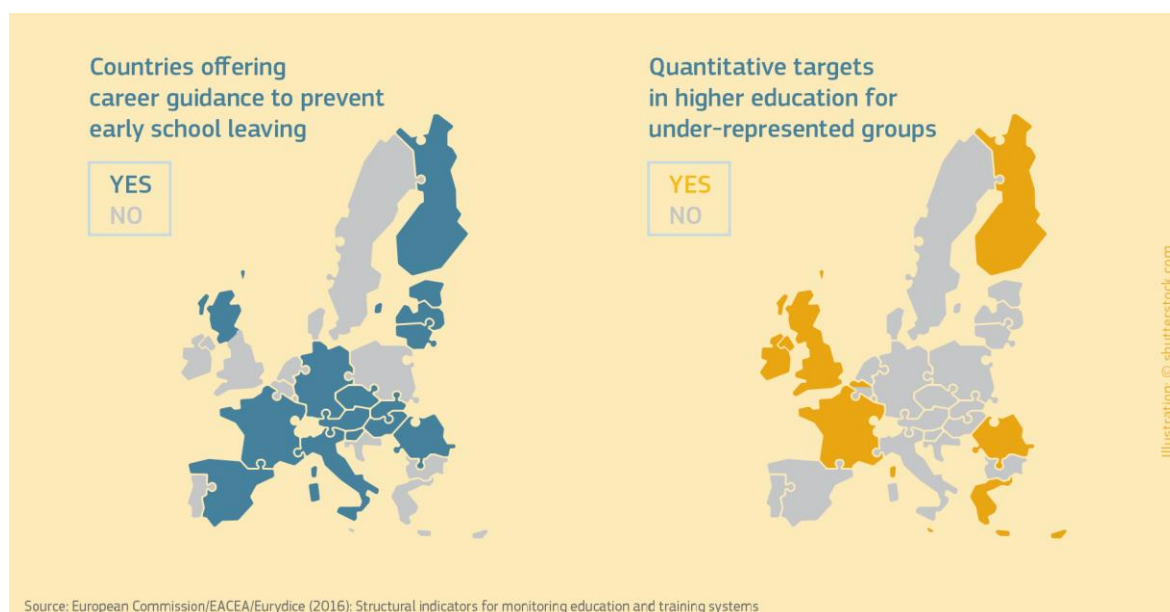 Countries offering
career guidance to prevent
early school leaving
YES
NO
Quantitative targets
in higher education for
under-represented groups
YES
NO
Illustration: © shutterstock.com
Source: European Commission/EACEA/Eurydice (2016): Structural indicators for monitoring education and training systems